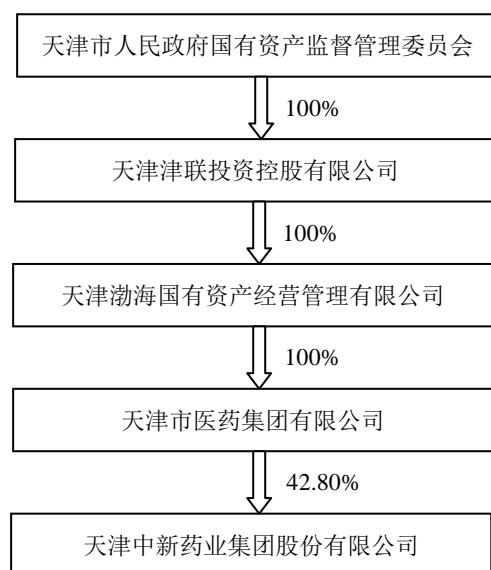 天津市人民政府国有资产监督管理委员会
100%
天津津联投资控股有限公司
100%
天津渤海国有资产经营管理有限公司
100%
天津市医药集团有限公司
42.80%
天津中新药业集团股份有限公司